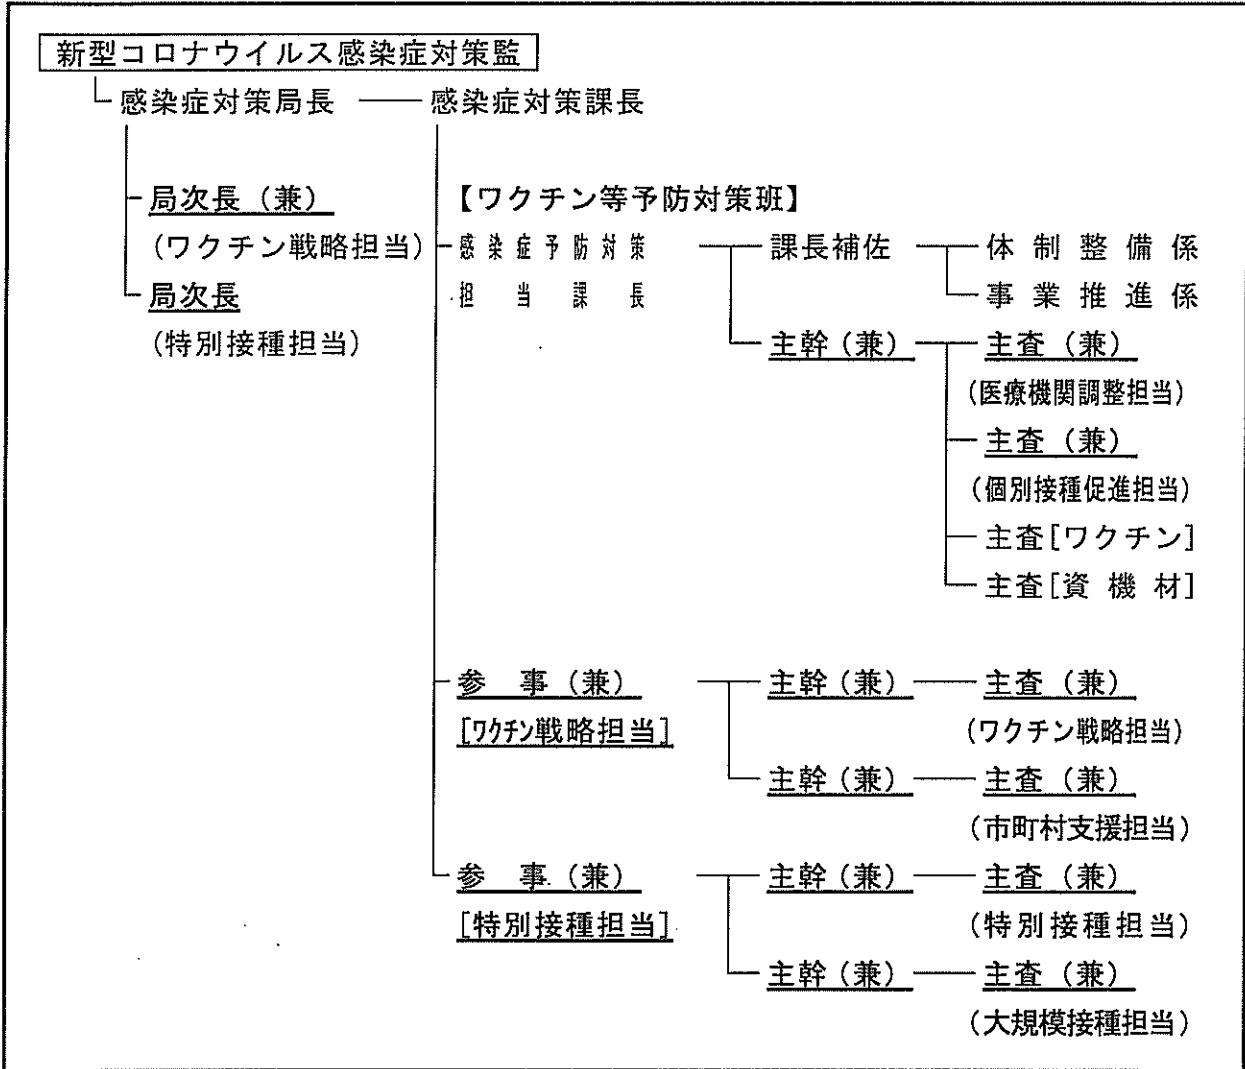 新型コロナウイルス感染症対策監
感染症対策局長 感染症対策課長
局次長（兼） 【ワクチン等予防対策班】
(ワクチン戦略担当) 感染症予防対策 課長補佐 体制整備係
局次長 担当課長 事業推進係
(特別接種担当) 主幹（兼） 主査（兼）
(医療機関調整担当)
主査（兼）
(個別接種促進担当)
主査[ワクチン]
主査[資機材]
参事（兼） 主幹（兼） 主査（兼）
[ワクチン戦略担当] (ワクチン戦略担当)
主幹（兼） 主査（兼）
(市町村支援担当)
参事（兼） 主幹（兼） 主査（兼）
[特別接種担当] (特別接種担当)
主幹（兼） 主査（兼）
(大規模接種担当)